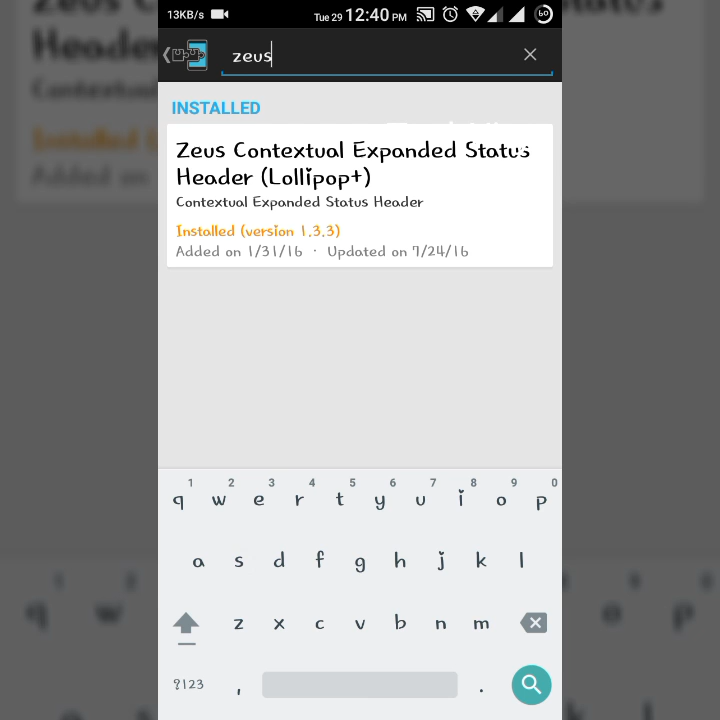 13KB/s Tue 29 12:40 PM 60
zeus
INSTALLED
Zeus Contextual Expanded Status
Header (Lollipop+)
Contextual Expanded Status Header
Installed (version 1.3.3)
Added on 1/31/16 · Updated on 7/24/16
1 2 3 4 5 6 7 8 9 0
q w e r t y u i o p
a s d f g h j k l
z x c v b n m
?123 , .